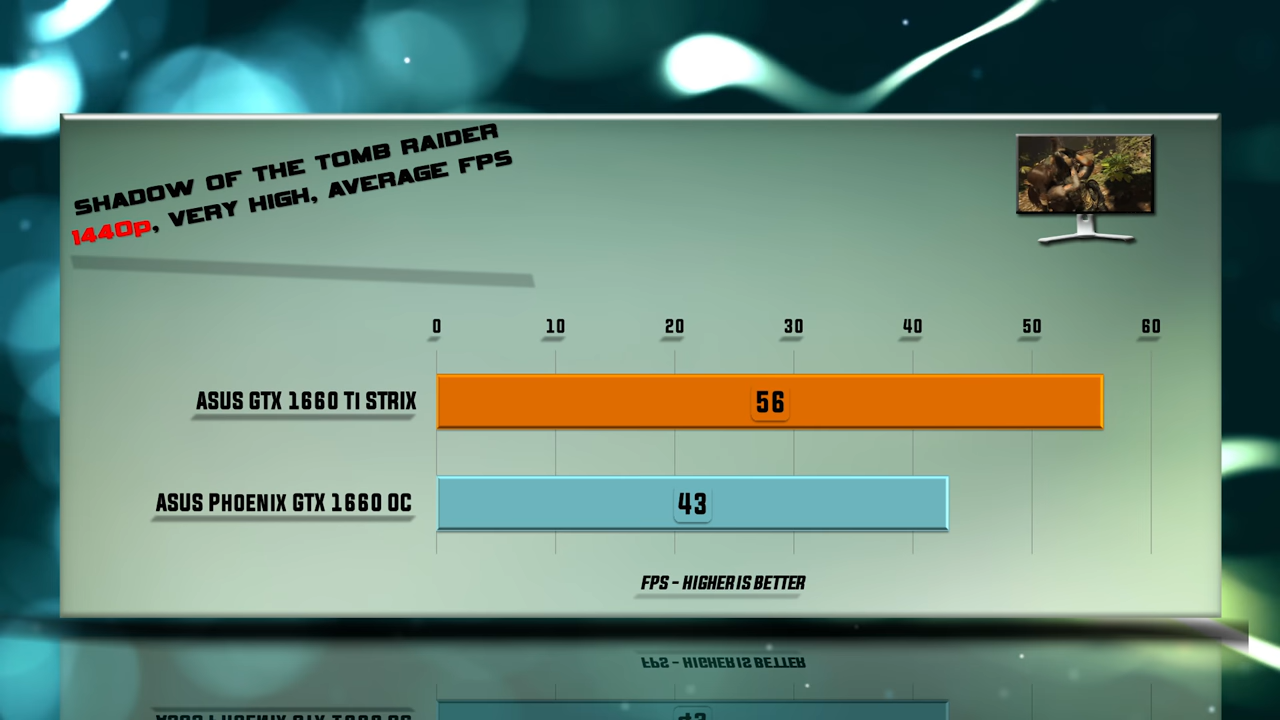 SHADOW OF THE TOMB RAIDER
1440p, VERY HIGH, AVERAGE FPS
0 10 20 30 40 50 60
ASUS GTX 1660 TI STRIX 56
ASUS PHOENIX GTX 1660 OC 43
FPS - HIGHER IS BETTER